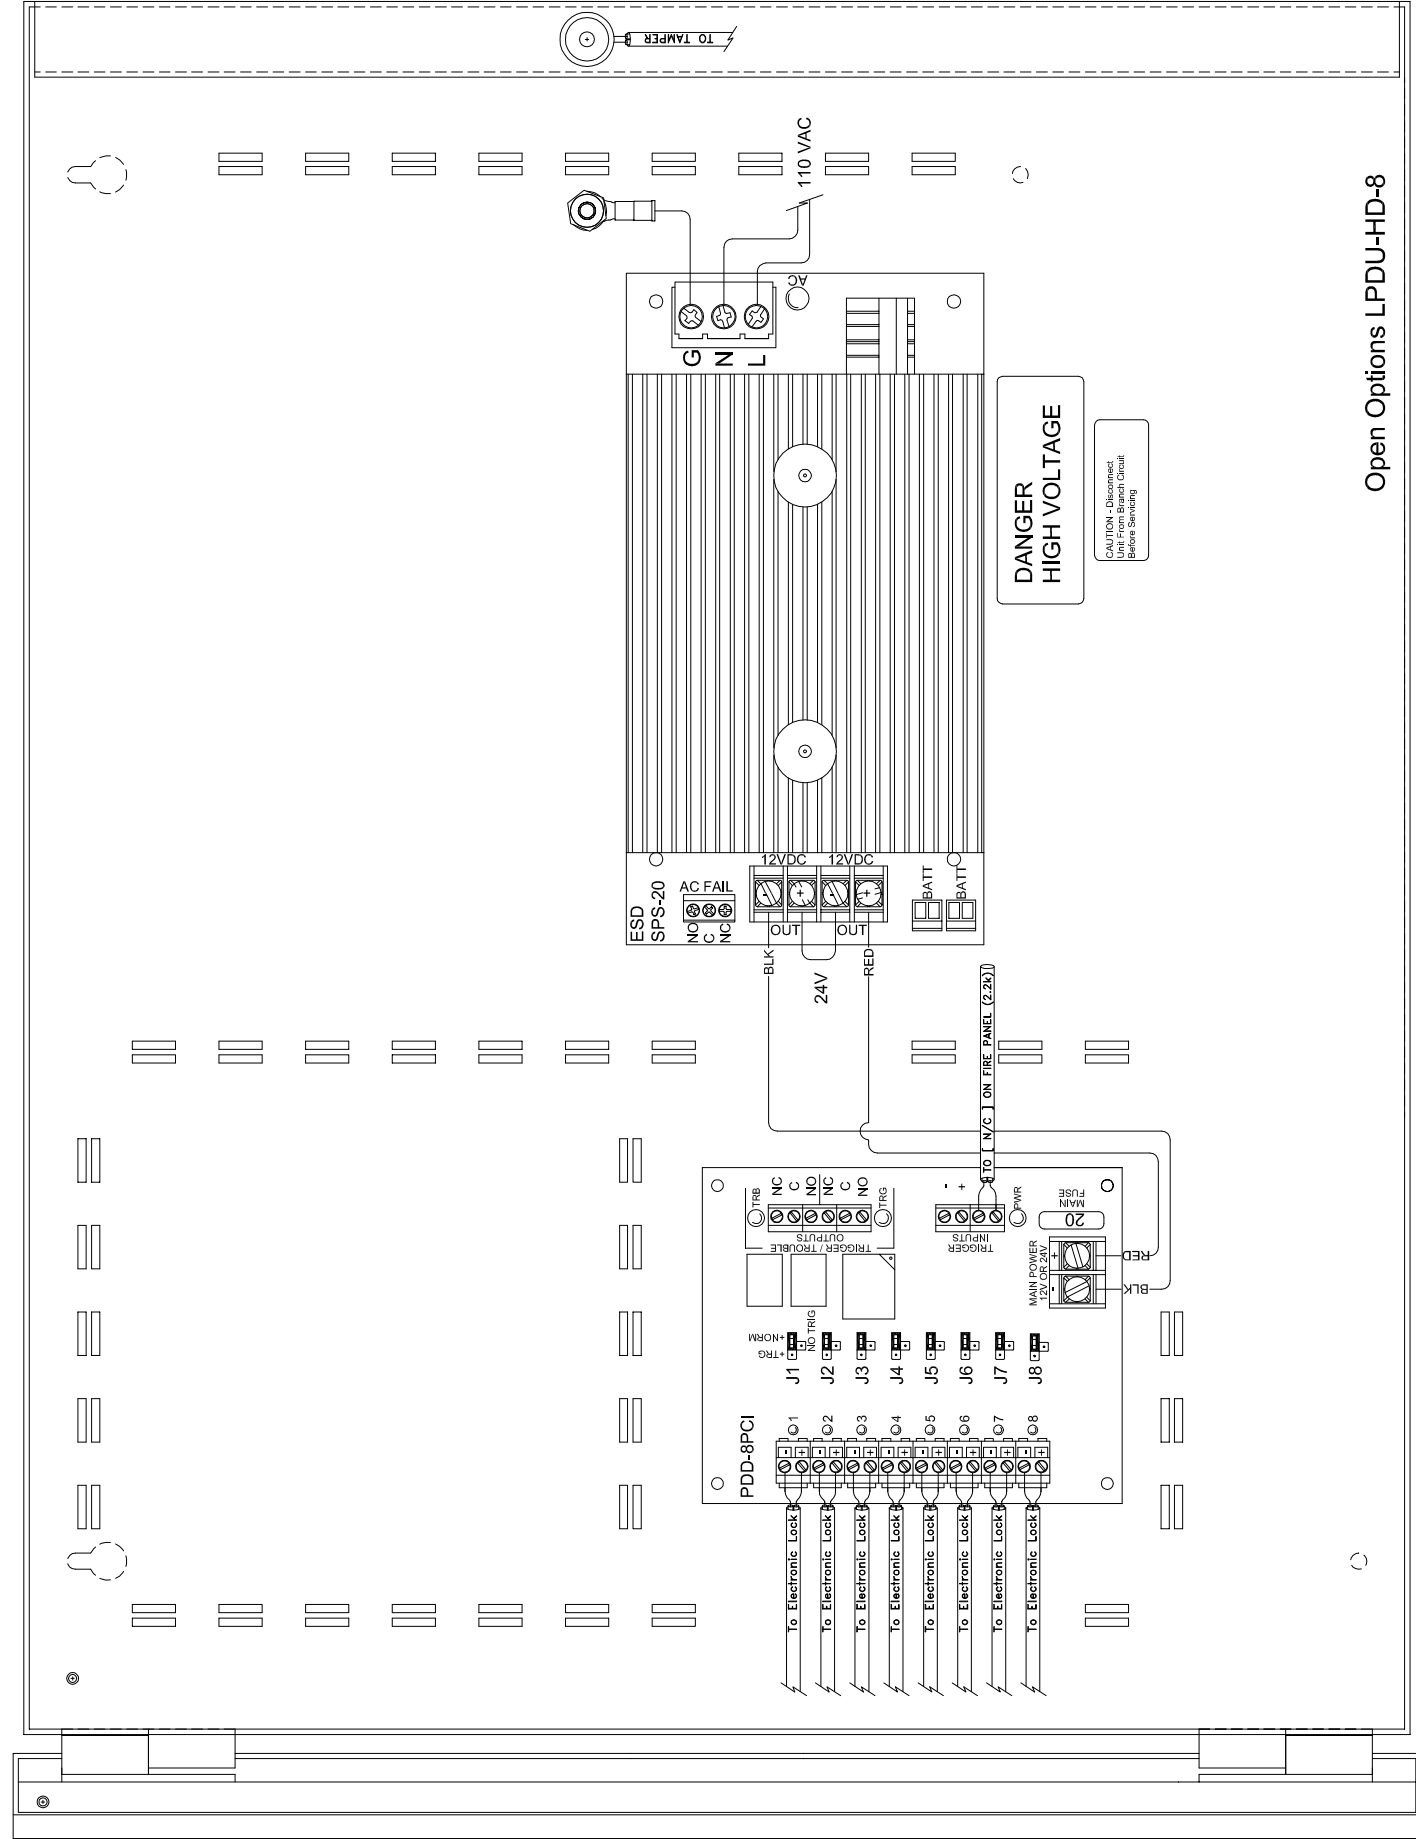 TO TAMPER
110 VAC
AC
G
N
L
Open Options LPDU-HD-8
DANGER
HIGH VOLTAGE
CAUTION - Disconnect
Unit From Branch Circuit
Before Servicing
ESD
SPS-20
AC FAIL
NO
C
NC
12VDC
12VDC
-
+
-
+
OUT
OUT
BATT
BATT
BLK
24V
RED
TO [ N/C ] ON FIRE PANEL (2.2k)
TRB
NC
C
NO
NC
C
NO
TRG
TRIGGER / TROUBLE
OUTPUTS
-
+
TRIGGER
INPUTS
PWR
MAIN
FUSE
20
MAIN POWER
12V OR 24V
-
+
RED
BLK
+NORM
+TRG
NO TRIG
J1
J2
J3
J4
J5
J6
J7
J8
PDD-8PCI
1
2
3
4
5
6
7
8
- +
- +
- +
- +
- +
- +
- +
- +
To Electronic Lock
To Electronic Lock
To Electronic Lock
To Electronic Lock
To Electronic Lock
To Electronic Lock
To Electronic Lock
To Electronic Lock